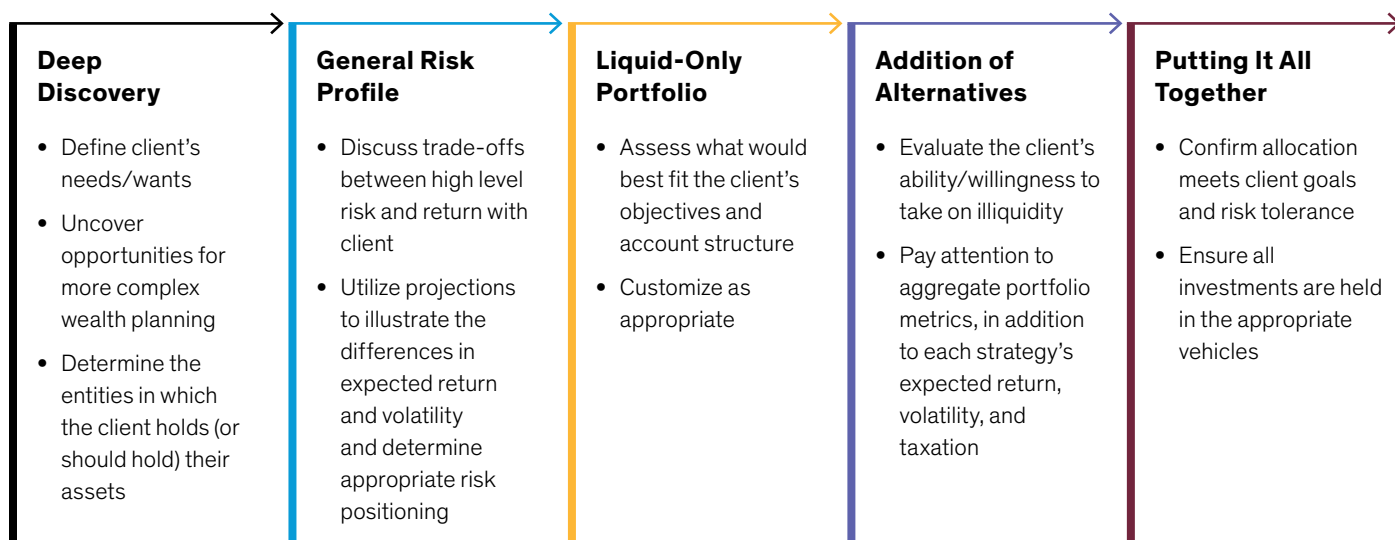 Deep
Discovery
• Define client’s
needs/wants
• Uncover
opportunities for
more complex
wealth planning
• Determine the
entities in which
the client holds (or
should hold) their
assets
General Risk
Profile
• Discuss trade-offs
between high level
risk and return with
client
• Utilize projections
to illustrate the
differences in
expected return
and volatility
and determine
appropriate risk
positioning
Liquid-Only
Portfolio
• Assess what would
best fit the client’s
objectives and
account structure
• Customize as
appropriate
Addition of
Alternatives
• Evaluate the client’s
ability/willingness to
take on illiquidity
• Pay attention to
aggregate portfolio
metrics, in addition
to each strategy’s
expected return,
volatility, and
taxation
Putting It All
Together
• Confirm allocation
meets client goals
and risk tolerance
• Ensure all
investments are held
in the appropriate
vehicles